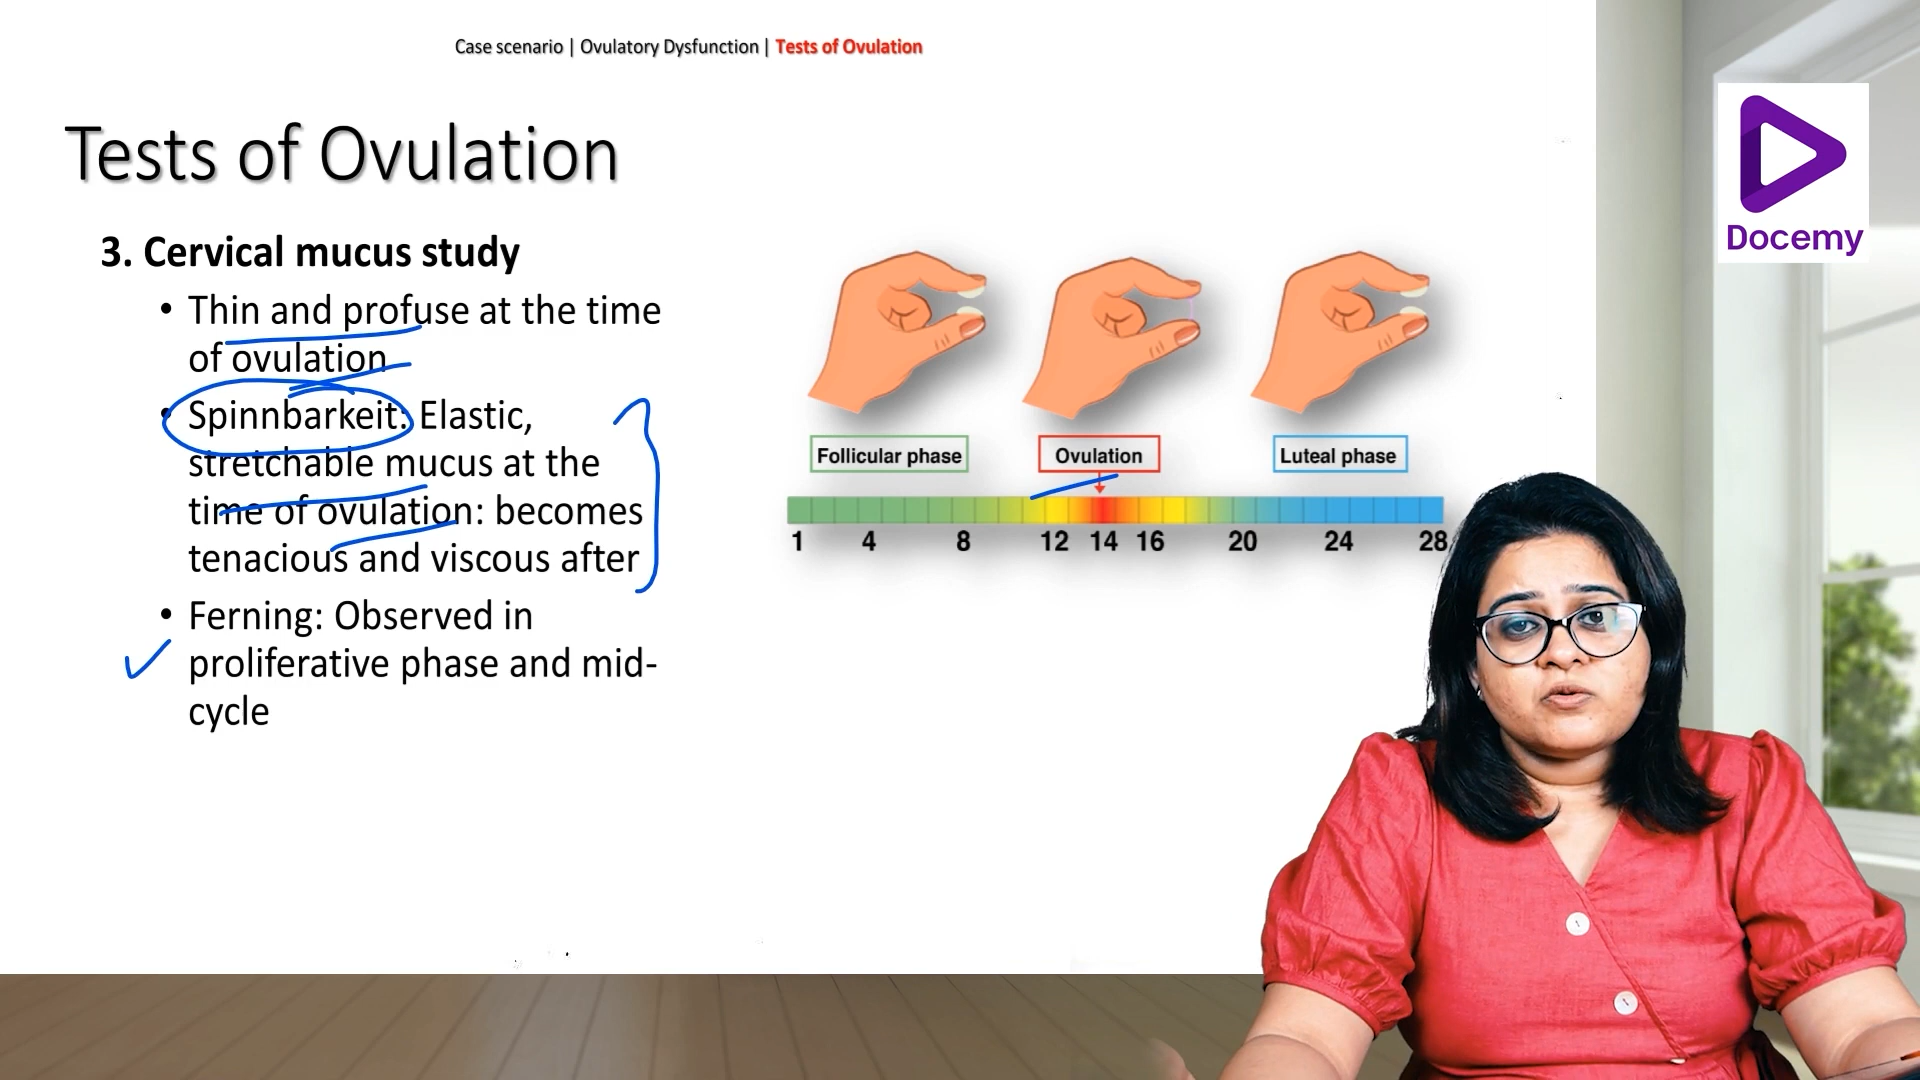 Case scenario | Ovulatory Dysfunction | Tests of Ovulation
Docemy
Tests of Ovulation
3. Cervical mucus study
• Thin and profuse at the time
of ovulation
• Spinnbarkeit: Elastic,
stretchable mucus at the
time of ovulation: becomes
tenacious and viscous after
• Ferning: Observed in
proliferative phase and mid-
cycle
Follicular phase
Ovulation
Luteal phase
1 4 8 12 14 16 20 24 28